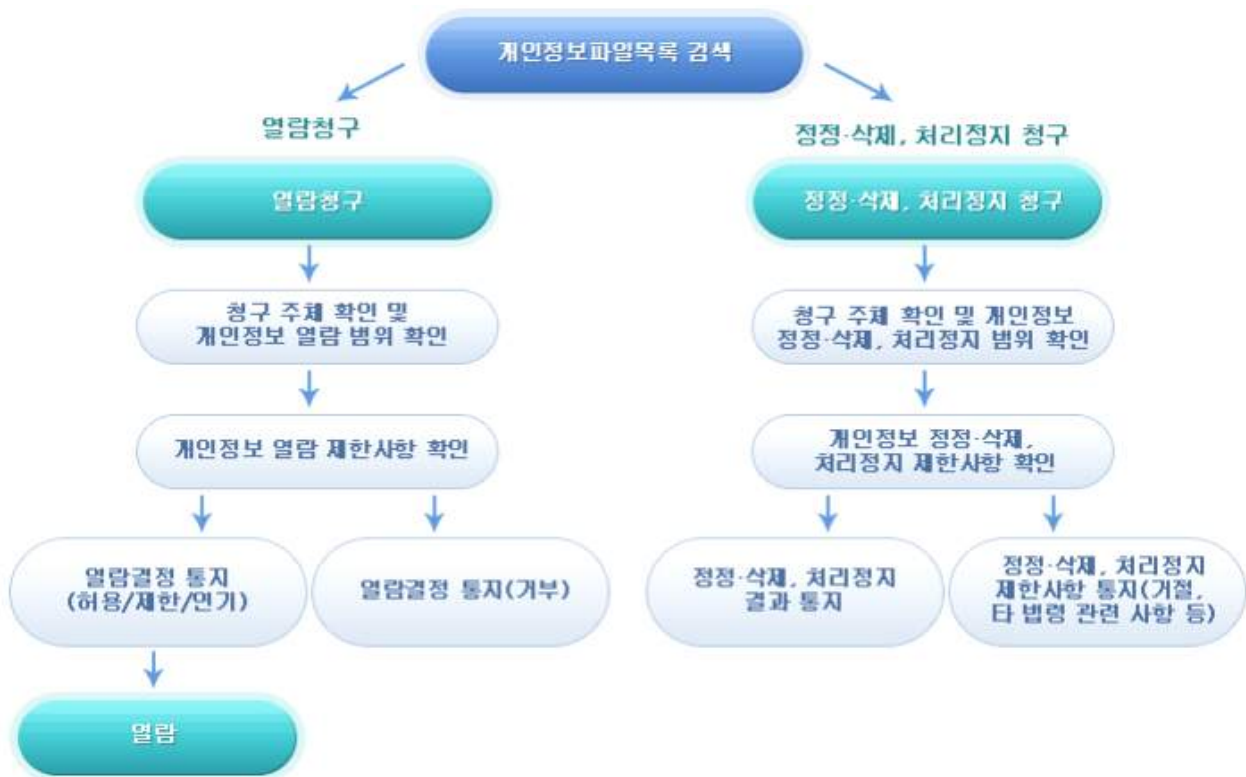 개인정보파일목록 검색
열람청구
정정·삭제, 처리정지 청구
열람청구
정정·삭제, 처리정지 청구
청구 주체 확인 및
개인정보 열람 범위 확인
청구 주체 확인 및 개인정보
정정·삭제, 처리정지 범위 확인
개인정보 열람 제한사항 확인
개인정보 정정·삭제,
처리정지 제한사항 확인
열람결정 통지
(허용/제한/연기)
열람결정 통지(거부)
정정·삭제, 처리정지
결과 통지
정정·삭제, 처리정지
제한사항 통지(거절,
타 법령 관련 사항 등)
열람